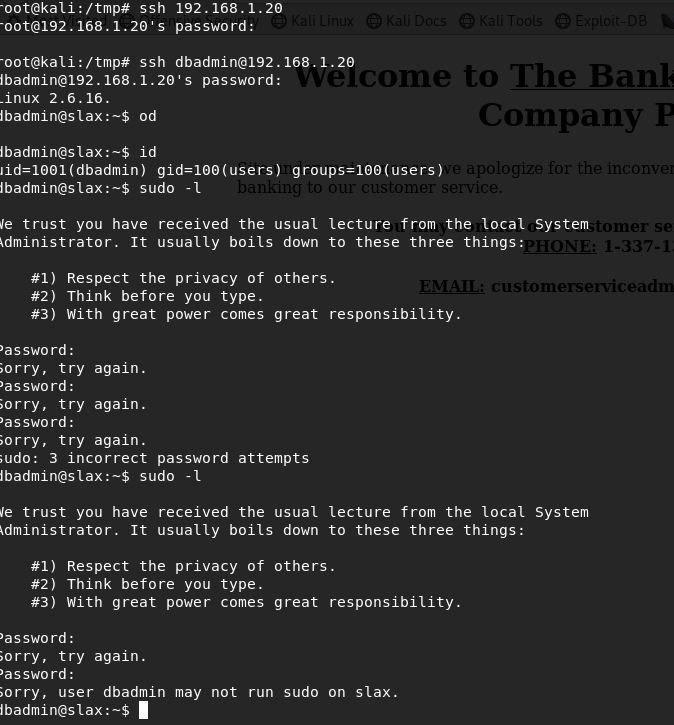 root@kali:/tmp# ssh 192.168.1.20
Most Visited Offensive Security Kali Linux Kali Docs Kali Tools Exploit-DB
root@192.168.1.20's password:
root@kali:/tmp# ssh dbadmin@192.168.1.20
dbadmin@192.168.1.20's password:
Welcome to The Bank
Linux 2.6.16.
dbadmin@slax:~$ od
Company P
dbadmin@slax:~$ id
uid=1001(dbadmin) gid=100(users) groups=100(users)
we apologize for the
dbadmin@slax:~$ sudo -l
banking to our customer service.
We trust you have received the usual lecture from the local System
You may contact our customer
Administrator. It usually boils down to these three things:
PHONE: 1-337-1
#1) Respect the privacy of others.
EMAIL: customerserviceadm
#2) Think before you type.
#3) With great power comes great responsibility.
Password:
Sorry, try again.
Password:
Sorry, try again.
Password:
Sorry, try again.
sudo: 3 incorrect password attempts
dbadmin@slax:~$ sudo -l
We trust you have received the usual lecture from the local System
Administrator. It usually boils down to these three things:
#1) Respect the privacy of others.
#2) Think before you type.
#3) With great power comes great responsibility.
Password:
Sorry, try again.
Password:
Sorry, user dbadmin may not run sudo on slax.
dbadmin@slax:~$